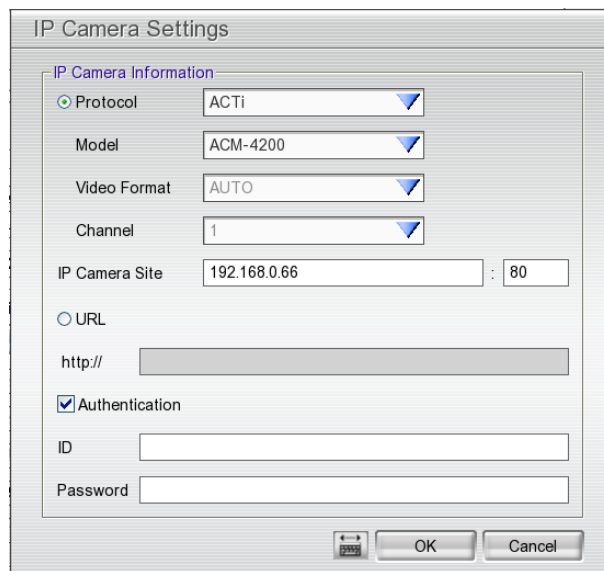 IP Camera Settings
IP Camera Information
Protocol ACTi
Model ACM-4200
Video Format AUTO
Channel 1
IP Camera Site 192.168.0.66 : 80
URL
http://
Authentication
ID
Password
OK Cancel